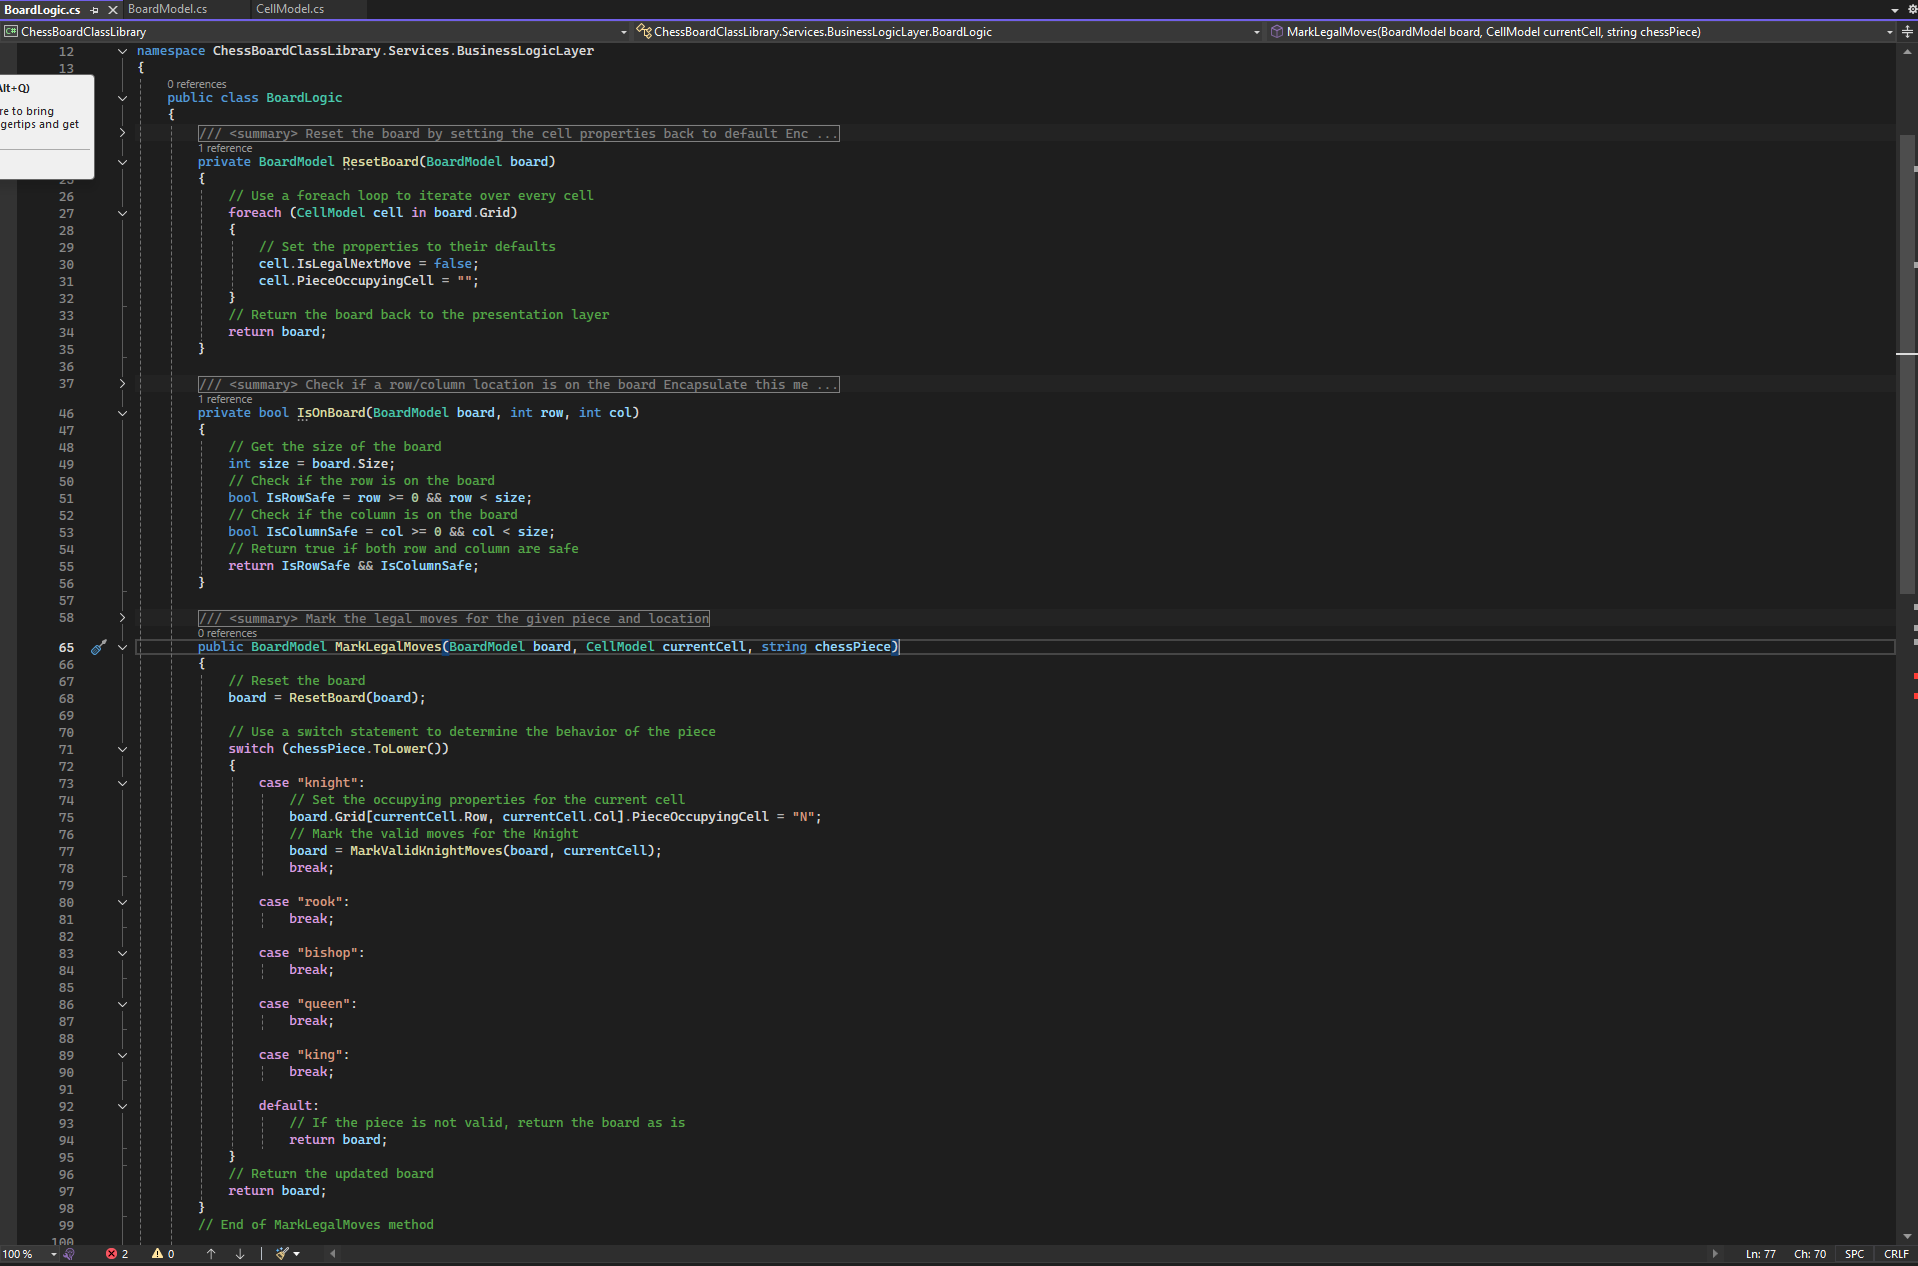 BoardLogic.cs BoardModel.cs CellModel.cs
ChessBoardClassLibrary ChessBoardClassLibrary.Services.BusinessLogicLayer.BoardLogic MarkLegalMoves(BoardModel board, CellModel currentCell, string chessPiece)
12 namespace ChessBoardClassLibrary.Services.BusinessLogicLayer
13 {
0 references
public class BoardLogic
{
lt+Q)
re to bring
gertips and get
/// <summary> Reset the board by setting the cell properties back to default Enc ...
1 reference
private BoardModel ResetBoard(BoardModel board)
{
26 // Use a foreach loop to iterate over every cell
27 foreach (CellModel cell in board.Grid)
28 {
29 // Set the properties to their defaults
30 cell.IsLegalNextMove = false;
31 cell.PieceOccupyingCell = "";
32 }
33 // Return the board back to the presentation layer
34 return board;
35 }
36
37 /// <summary> Check if a row/column location is on the board Encapsulate this me ...
1 reference
46 private bool IsOnBoard(BoardModel board, int row, int col)
47 {
48 // Get the size of the board
49 int size = board.Size;
50 // Check if the row is on the board
51 bool IsRowSafe = row >= 0 && row < size;
52 // Check if the column is on the board
53 bool IsColumnSafe = col >= 0 && col < size;
54 // Return true if both row and column are safe
55 return IsRowSafe && IsColumnSafe;
56 }
57
58 /// <summary> Mark the legal moves for the given piece and location
0 references
65 public BoardModel MarkLegalMoves(BoardModel board, CellModel currentCell, string chessPiece)
66 {
67 // Reset the board
68 board = ResetBoard(board);
69
70 // Use a switch statement to determine the behavior of the piece
71 switch (chessPiece.ToLower())
72 {
73 case "knight":
74 // Set the occupying properties for the current cell
75 board.Grid[currentCell.Row, currentCell.Col].PieceOccupyingCell = "N";
76 // Mark the valid moves for the Knight
77 board = MarkValidKnightMoves(board, currentCell);
78 break;
79
80 case "rook":
81 break;
82
83 case "bishop":
84 break;
85
86 case "queen":
87 break;
88
89 case "king":
90 break;
91
92 default:
93 // If the piece is not valid, return the board as is
94 return board;
95 }
96 // Return the updated board
97 return board;
98 }
99 // End of MarkLegalMoves method
100
100 % 2 0 Ln: 77 Ch: 70 SPC CRLF